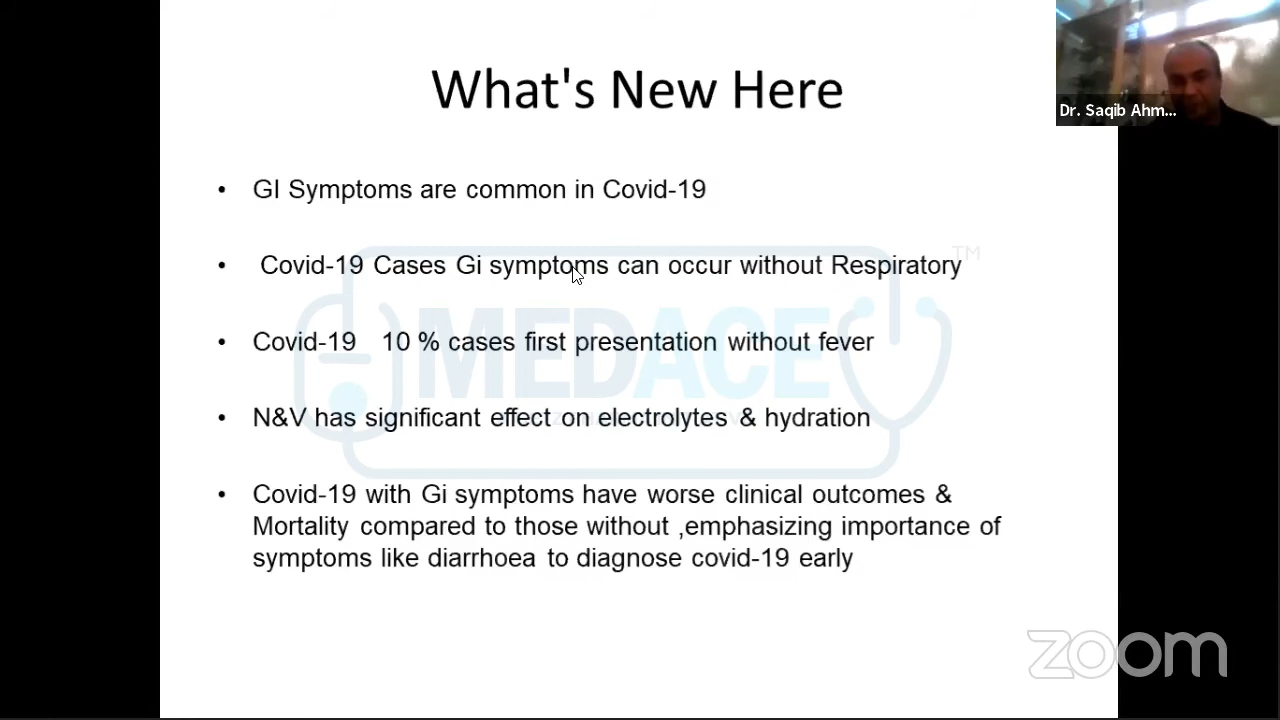 What's New Here
Dr. Saqib Ahm...
• GI Symptoms are common in Covid-19
• Covid-19 Cases Gi symptoms can occur without Respiratory
TM
• Covid-19 10 % cases first presentation without fever
MEDACE
• N&V has significant effect on electrolytes & hydration
• Covid-19 with Gi symptoms have worse clinical outcomes &
Mortality compared to those without ,emphasizing importance of
symptoms like diarrhoea to diagnose covid-19 early
zoom